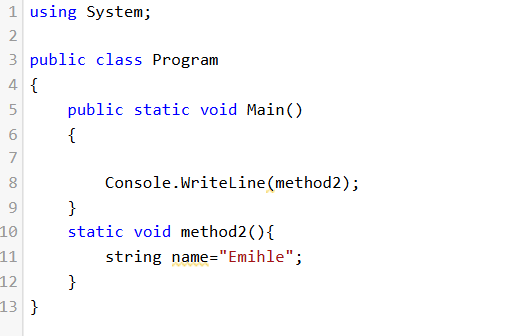 1 using System;
2
3 public class Program
4 {
5     public static void Main()
6     {
7
8         Console.WriteLine(method2);
9     }
10     static void method2(){
11         string name="Emihle";
12     }
13 }